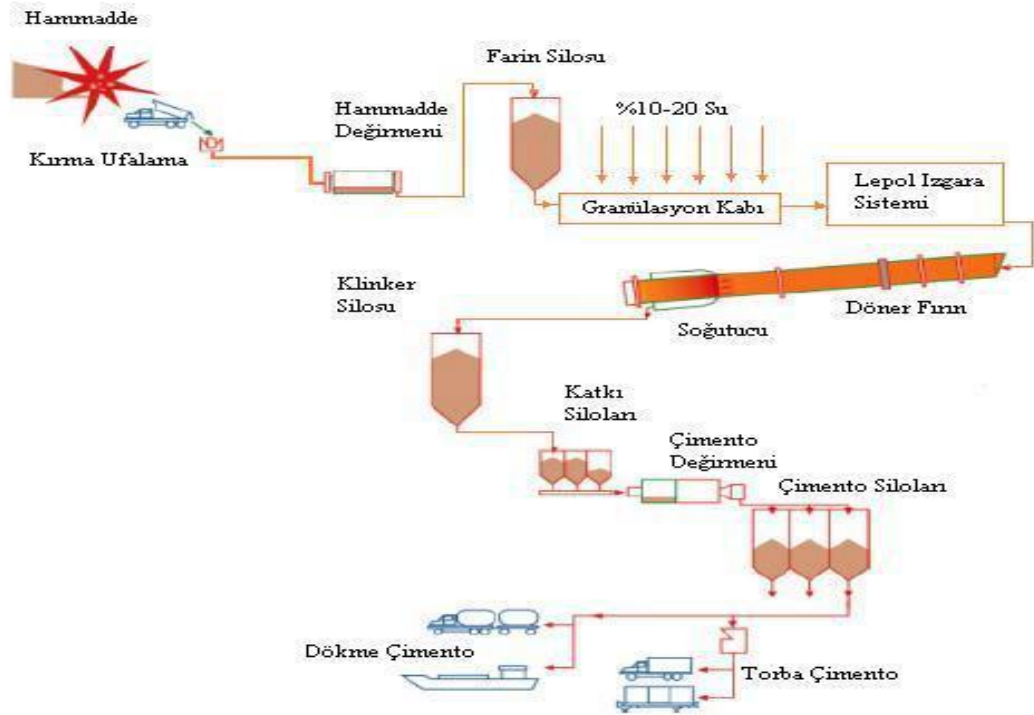 Hammadde
Farin Silosu
Hammadde
Değirmeni
%10-20 Su
Kırma Ufalama
Lepol Izgara
Sistemi
Granülasyon Kabı
Klinker
Silosu
Döner Fırın
Soğutucu
Katkı
Siloları
Çimento
Değirmeni
Çimento Siloları
Dökme Çimento
Torba Çimento